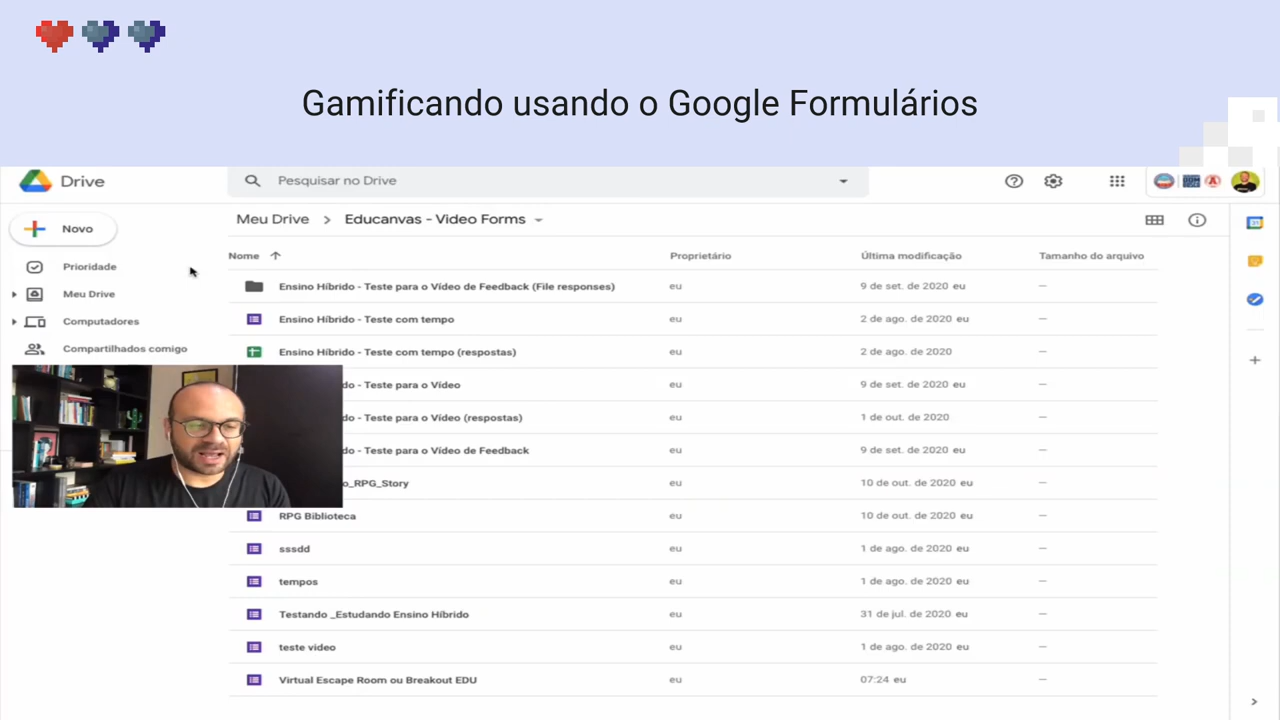 Gamificando usando o Google Formulários
Drive
Pesquisar no Drive
Novo
Meu Drive > Educanvas - Video Forms
Prioridade
Meu Drive
Computadores
Compartilhados comigo
Nome Proprietário Última modificação Tamanho do arquivo
Ensino Híbrido - Teste para o Vídeo de Feedback (File responses) eu 9 de set. de 2020 eu —
Ensino Híbrido - Teste com tempo eu 2 de ago. de 2020 eu —
Ensino Híbrido - Teste com tempo (respostas) eu 2 de ago. de 2020 —
do - Teste para o Vídeo eu 9 de set. de 2020 eu —
do - Teste para o Vídeo (respostas) eu 1 de out. de 2020 —
do - Teste para o Vídeo de Feedback eu 9 de set. de 2020 eu —
o_RPG_Story eu 10 de out. de 2020 eu —
RPG Biblioteca eu 10 de out. de 2020 eu —
sssdd eu 1 de ago. de 2020 eu —
tempos eu 1 de ago. de 2020 eu —
Testando _Estudando Ensino Híbrido eu 31 de jul. de 2020 eu —
teste video eu 1 de ago. de 2020 eu —
Virtual Escape Room ou Breakout EDU eu 07:24 eu —